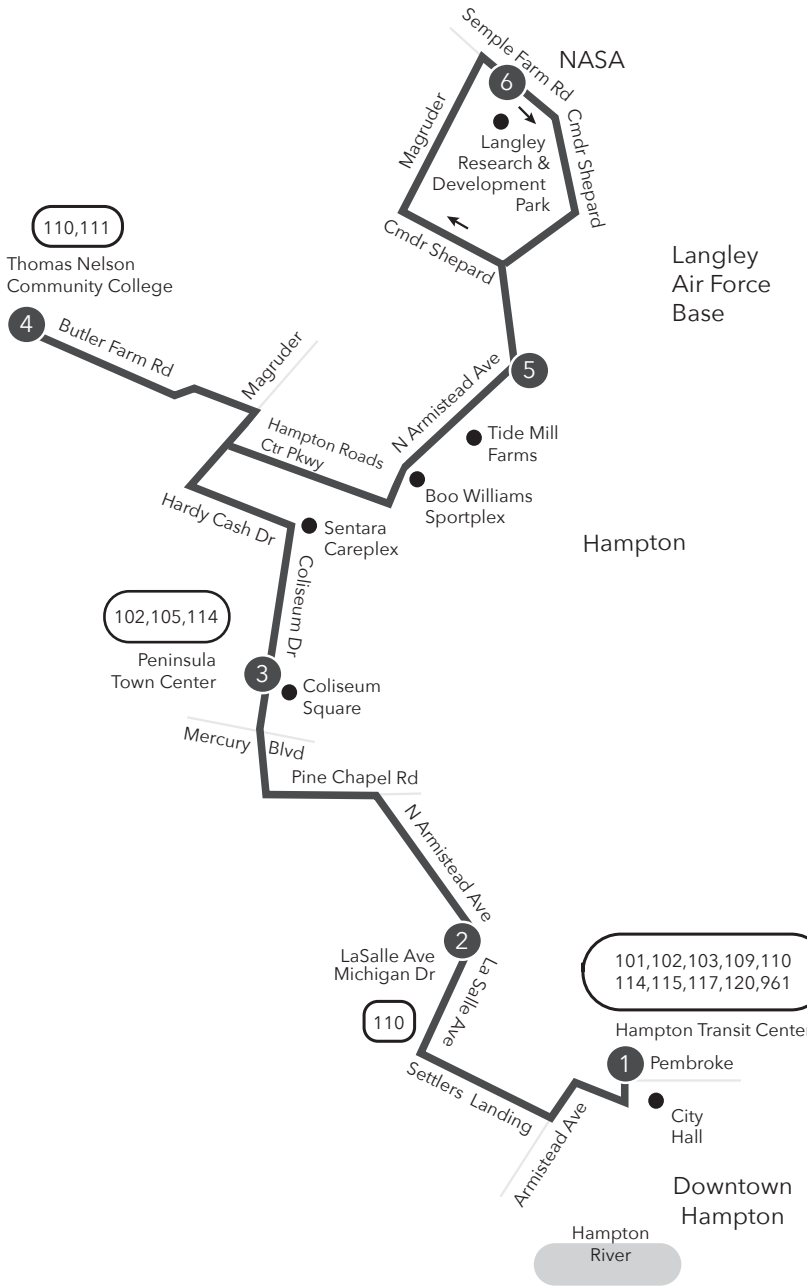 Semple Farm Rd
NASA
6
Magruder
Cmdr Shepard
Langley
Research &
Development
Park
Cmdr Shepard
110,111
Thomas Nelson
Community College
Langley
Air Force
Base
4
Butler Farm Rd
Magruder
5
N Armistead Ave
Hampton Roads
Ctr Pkwy
Tide Mill
Farms
Boo Williams
Sportplex
Hardy Cash Dr
Sentara
Careplex
Hampton
Coliseum Dr
102,105,114
Peninsula
Town Center
3
Coliseum
Square
Mercury Blvd
Pine Chapel Rd
N Armistead Ave
2
LaSalle Ave
Michigan Dr
La Salle Ave
110
101,102,103,109,110
114,115,117,120,961
Hampton Transit Center
1
Pembroke
Settlers Landing
Armistead Ave
City
Hall
Downtown
Hampton
Hampton
River